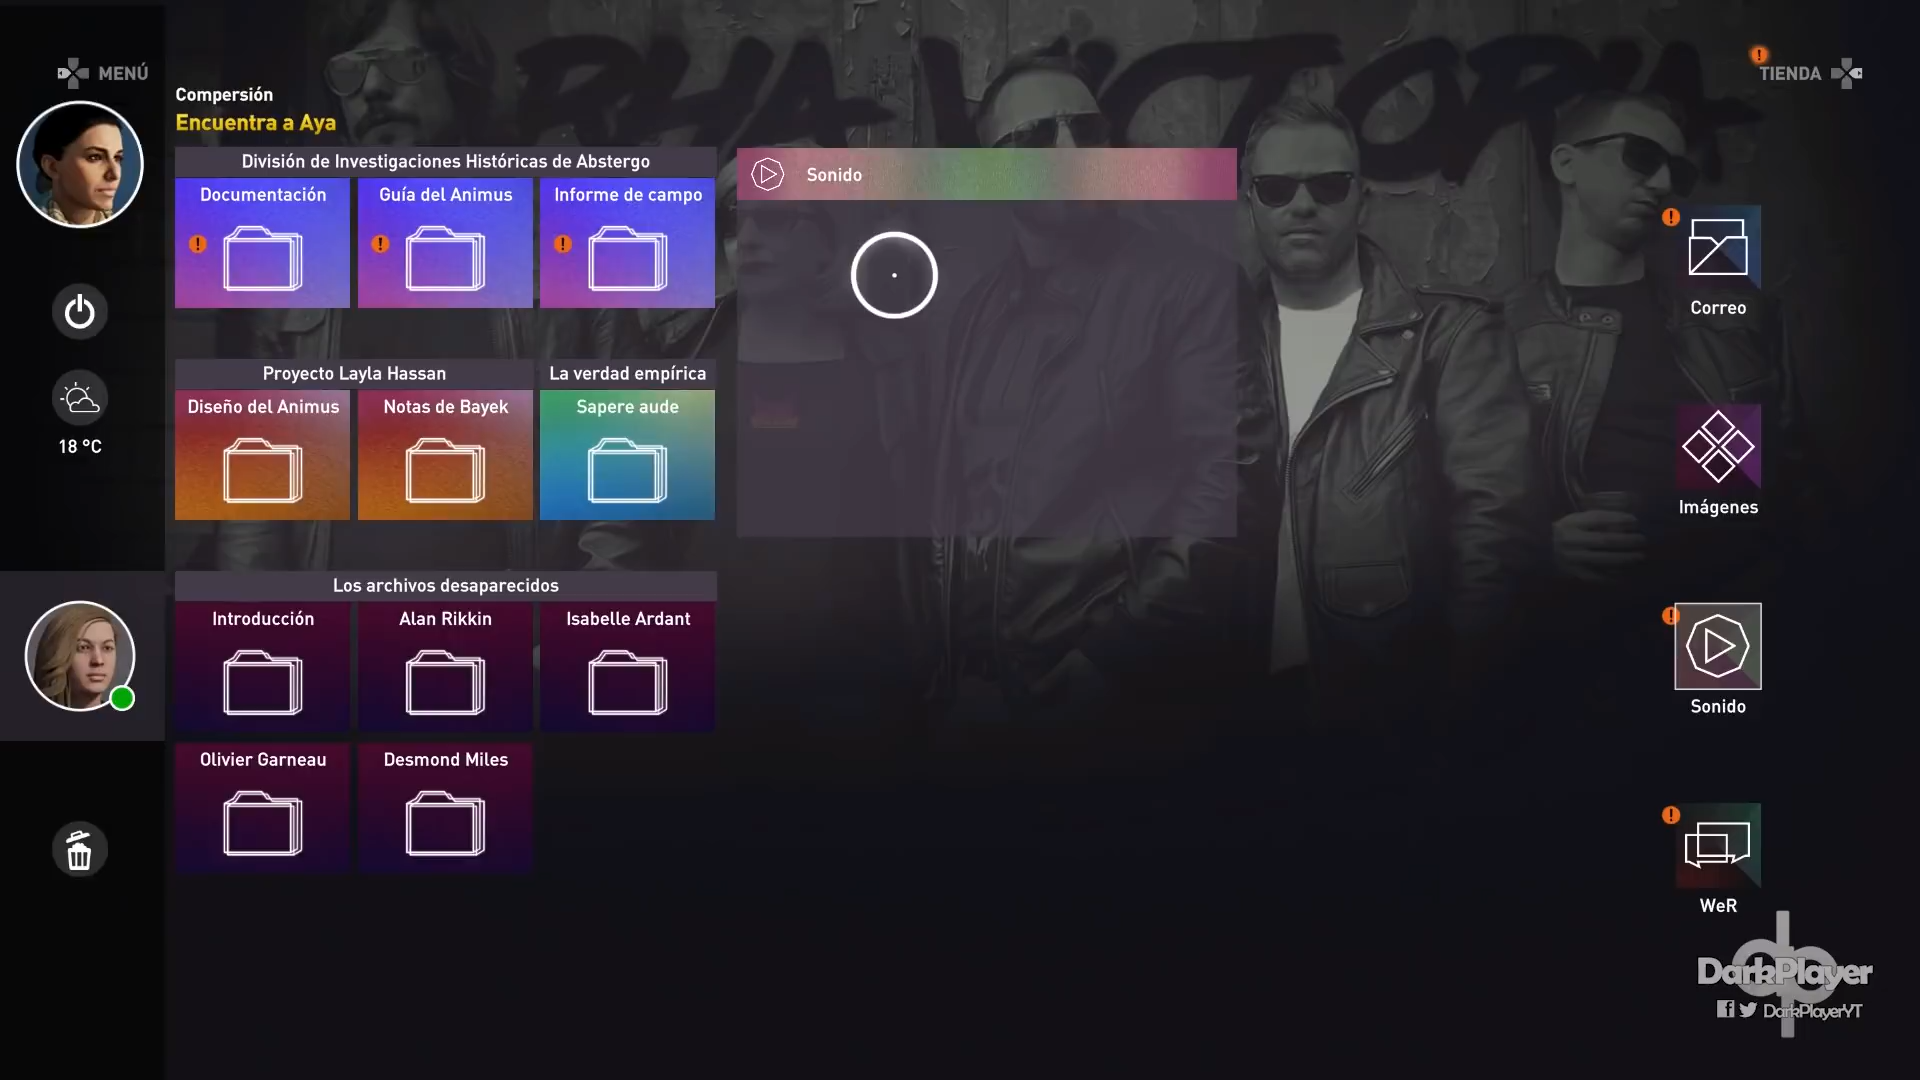 MENÚ
TIENDA
Compersión
Encuentra a Aya
División de Investigaciones Históricas de Abstergo
Documentación
Guía del Animus
Informe de campo
Sonido
Correo
Proyecto Layla Hassan
La verdad empírica
Diseño del Animus
Notas de Bayek
Sapere aude
18 °C
Imágenes
Los archivos desaparecidos
Introducción
Alan Rikkin
Isabelle Ardant
Sonido
Olivier Garneau
Desmond Miles
WeR
DarkPlayer
DarkPlayerYT